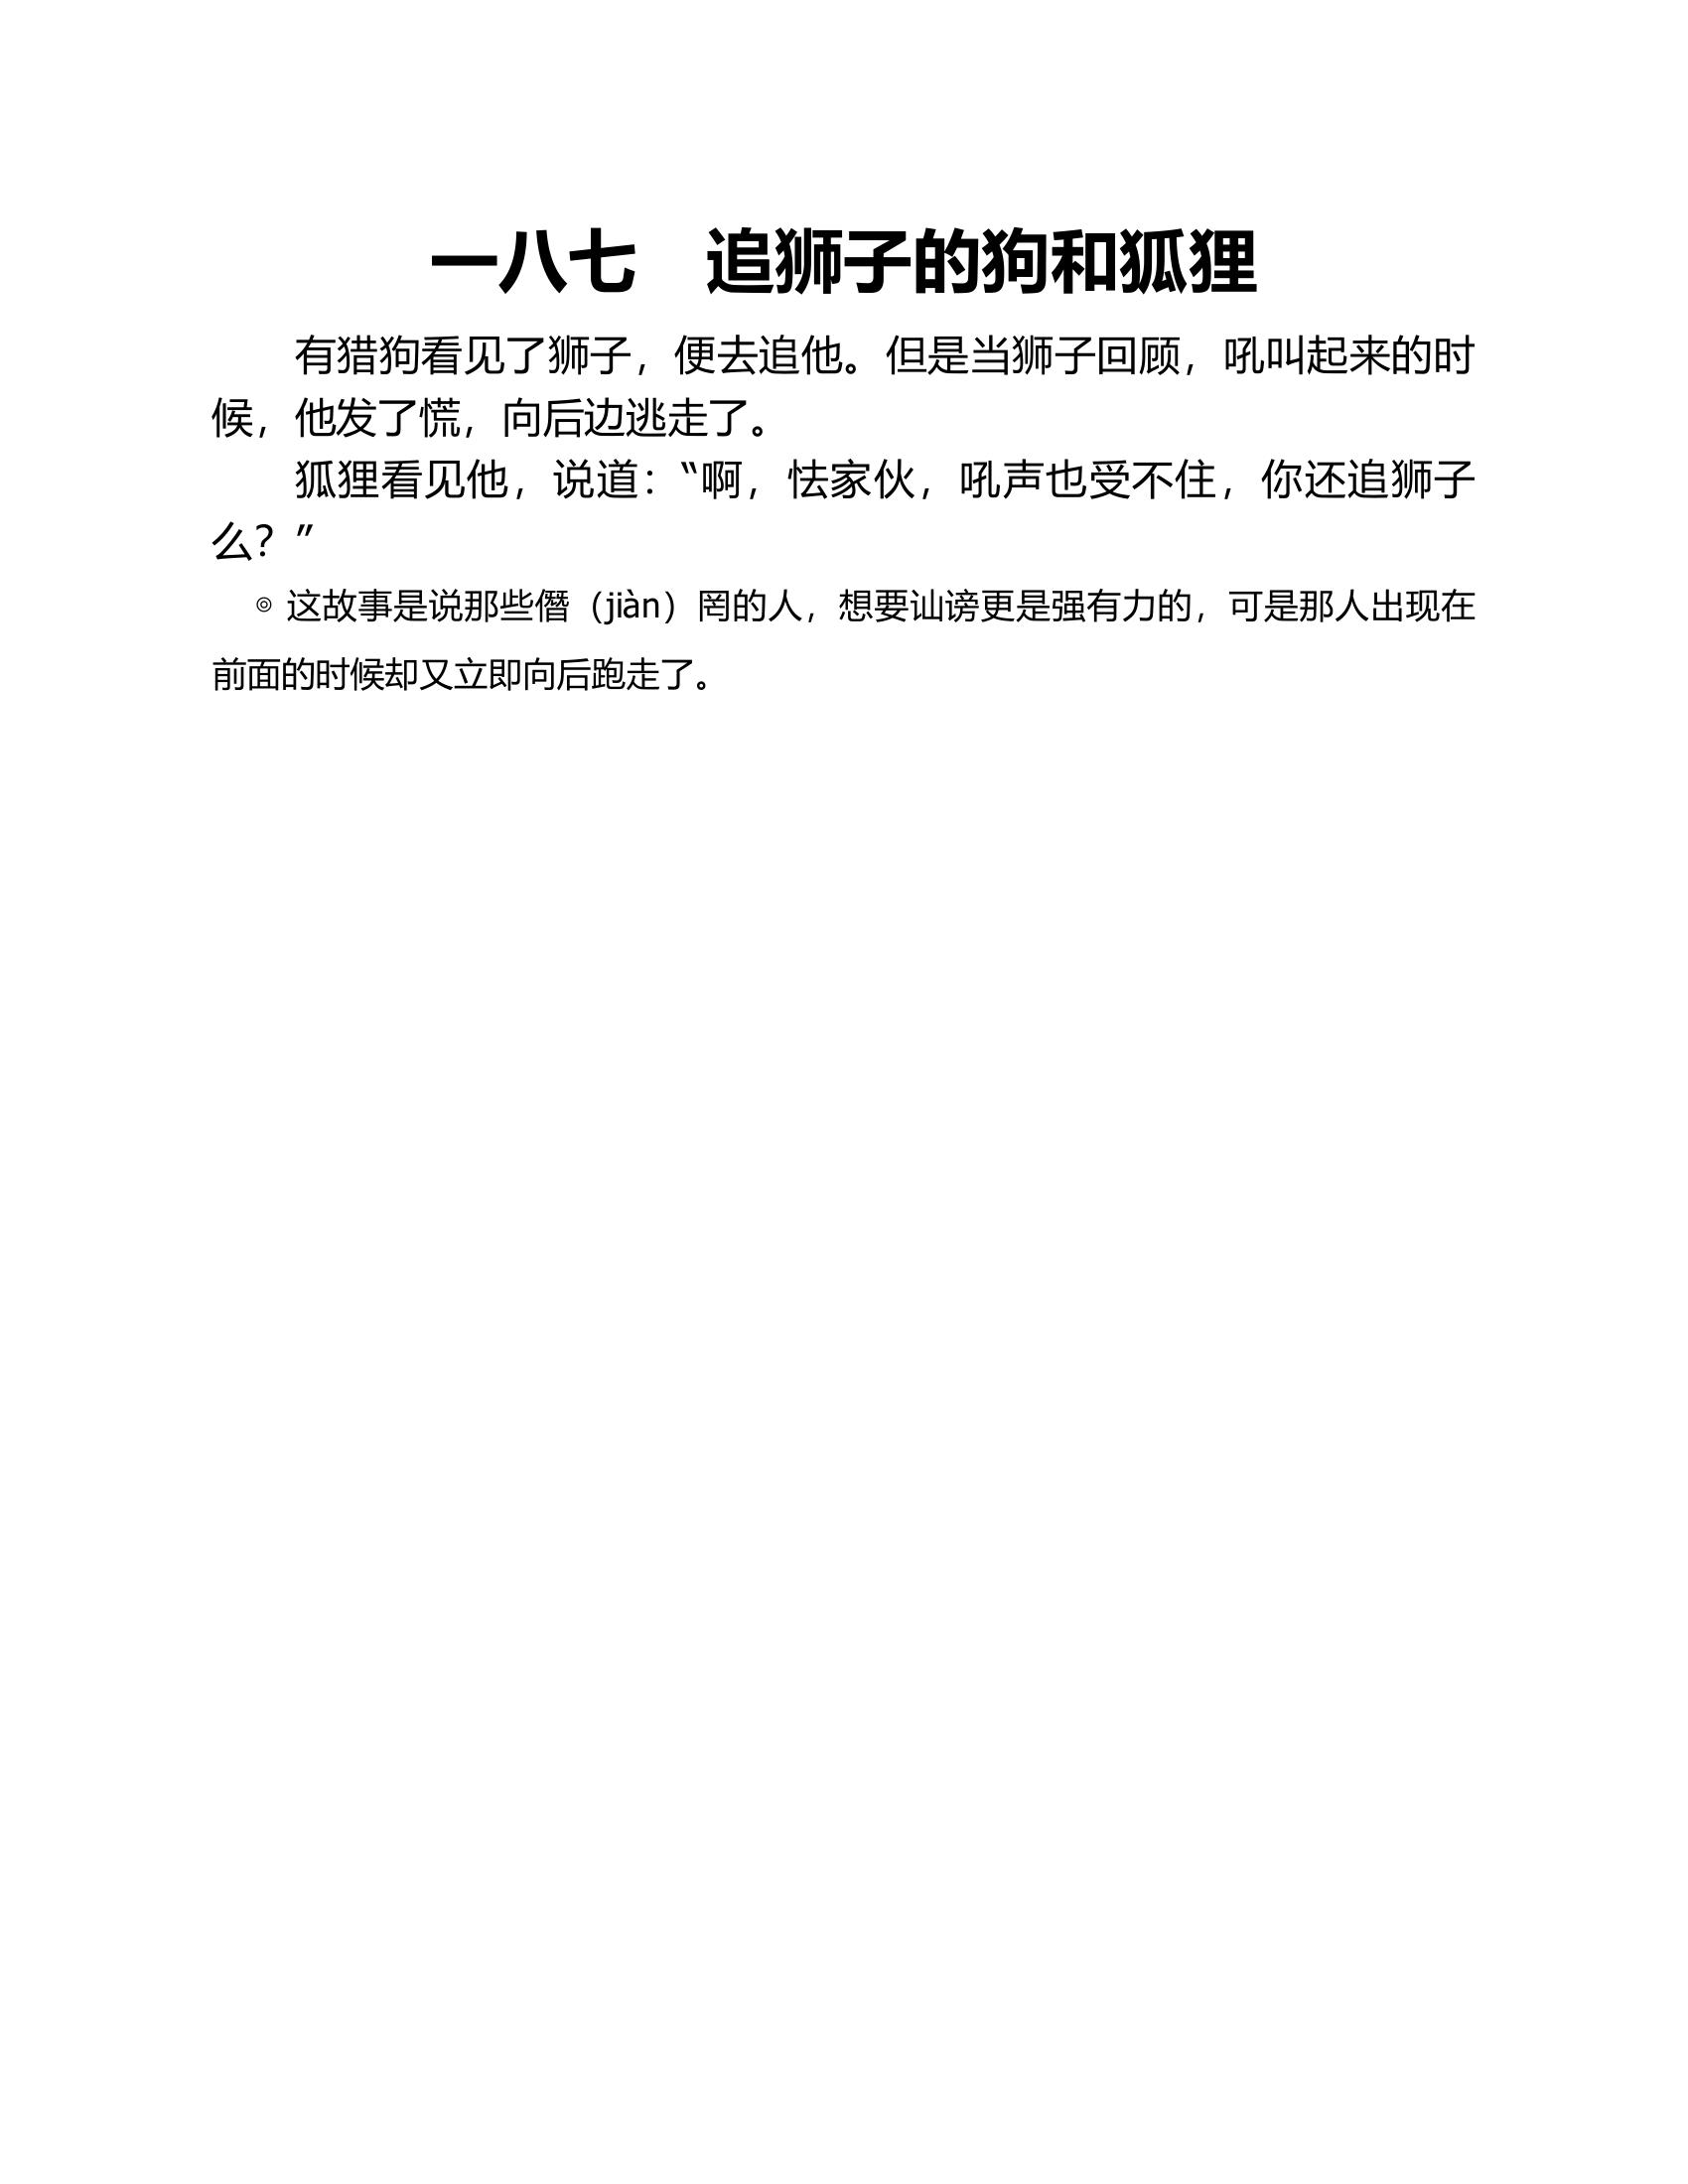 一八七　追狮子的狗和狐狸
有猎狗看见了狮子，便去追他。但是当狮子回顾，吼叫起来的时
候，他发了慌，向后边逃走了。
狐狸看见他，说道：“啊，怯家伙，吼声也受不住，你还追狮子
么？”
◎ 这故事是说那些僭（jiàn）罔的人，想要讪谤更是强有力的，可是那人出现在
前面的时候却又立即向后跑走了。